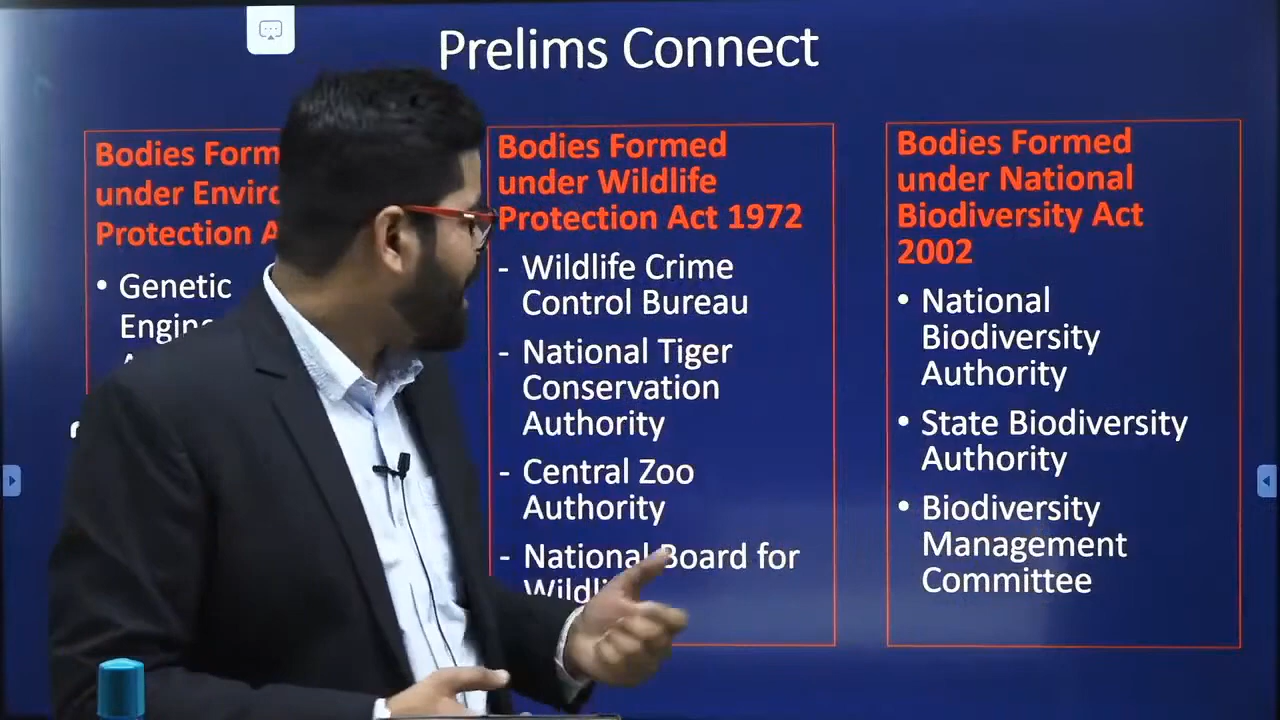 Prelims Connect
Bodies
under
Protection
• Genetic
Bodies Formed
under Wildlife
Protection Act 1972
- Wildlife Crime
Control Bureau
- National Tiger
Conservation
Authority
- Central Zoo
Authority
- National Board for
Bodies Formed
under National
Biodiversity Act
2002
• National
Biodiversity
Authority
• State Biodiversity
Authority
• Biodiversity
Management
Committee